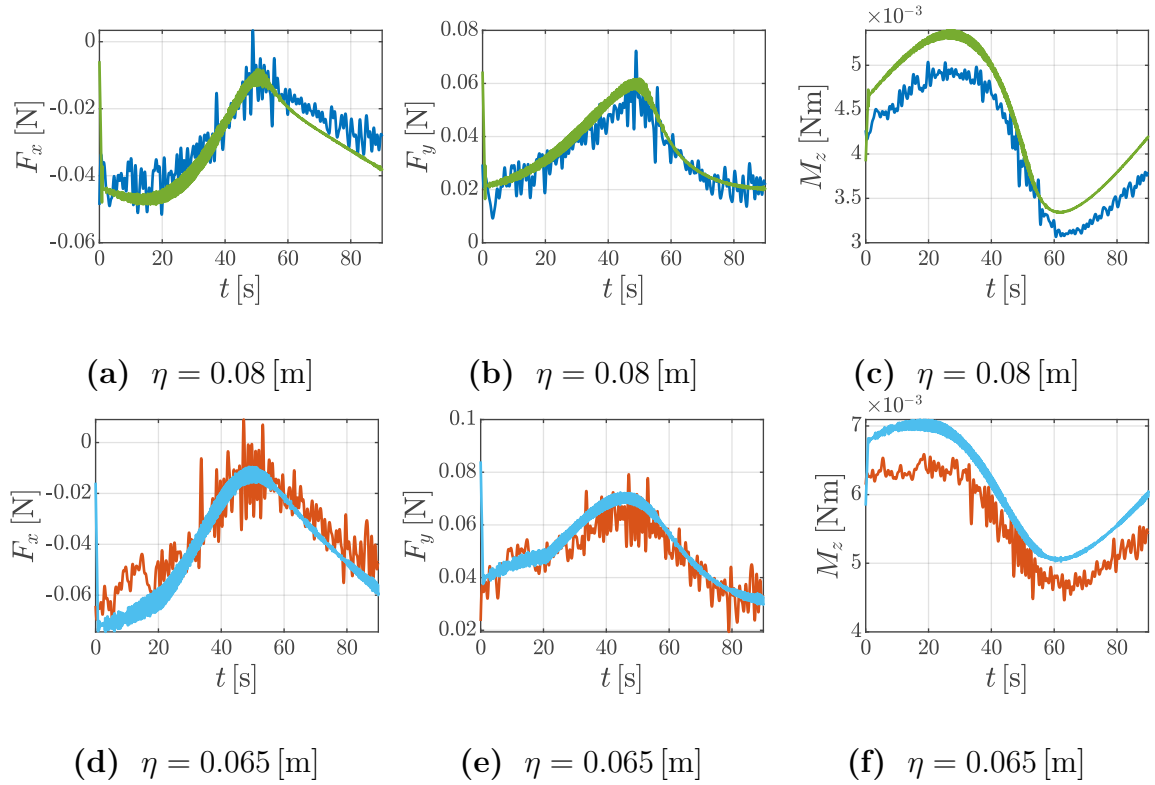 0
-0.02
-0.04
-0.06
F_x [N]
0 20 40 60 80
t [s]
(a) η = 0.08 [m]
0.08
0.06
0.04
0.02
0
F_y [N]
0 20 40 60 80
t [s]
(b) η = 0.08 [m]
×10⁻³
5
4.5
4
3.5
3
M_z [Nm]
0 20 40 60 80
t [s]
(c) η = 0.08 [m]
0
-0.02
-0.04
-0.06
F_x [N]
0 20 40 60 80
t [s]
(d) η = 0.065 [m]
0.1
0.08
0.06
0.04
0.02
F_y [N]
0 20 40 60 80
t [s]
(e) η = 0.065 [m]
×10⁻³
7
6
5
4
M_z [Nm]
0 20 40 60 80
t [s]
(f) η = 0.065 [m]